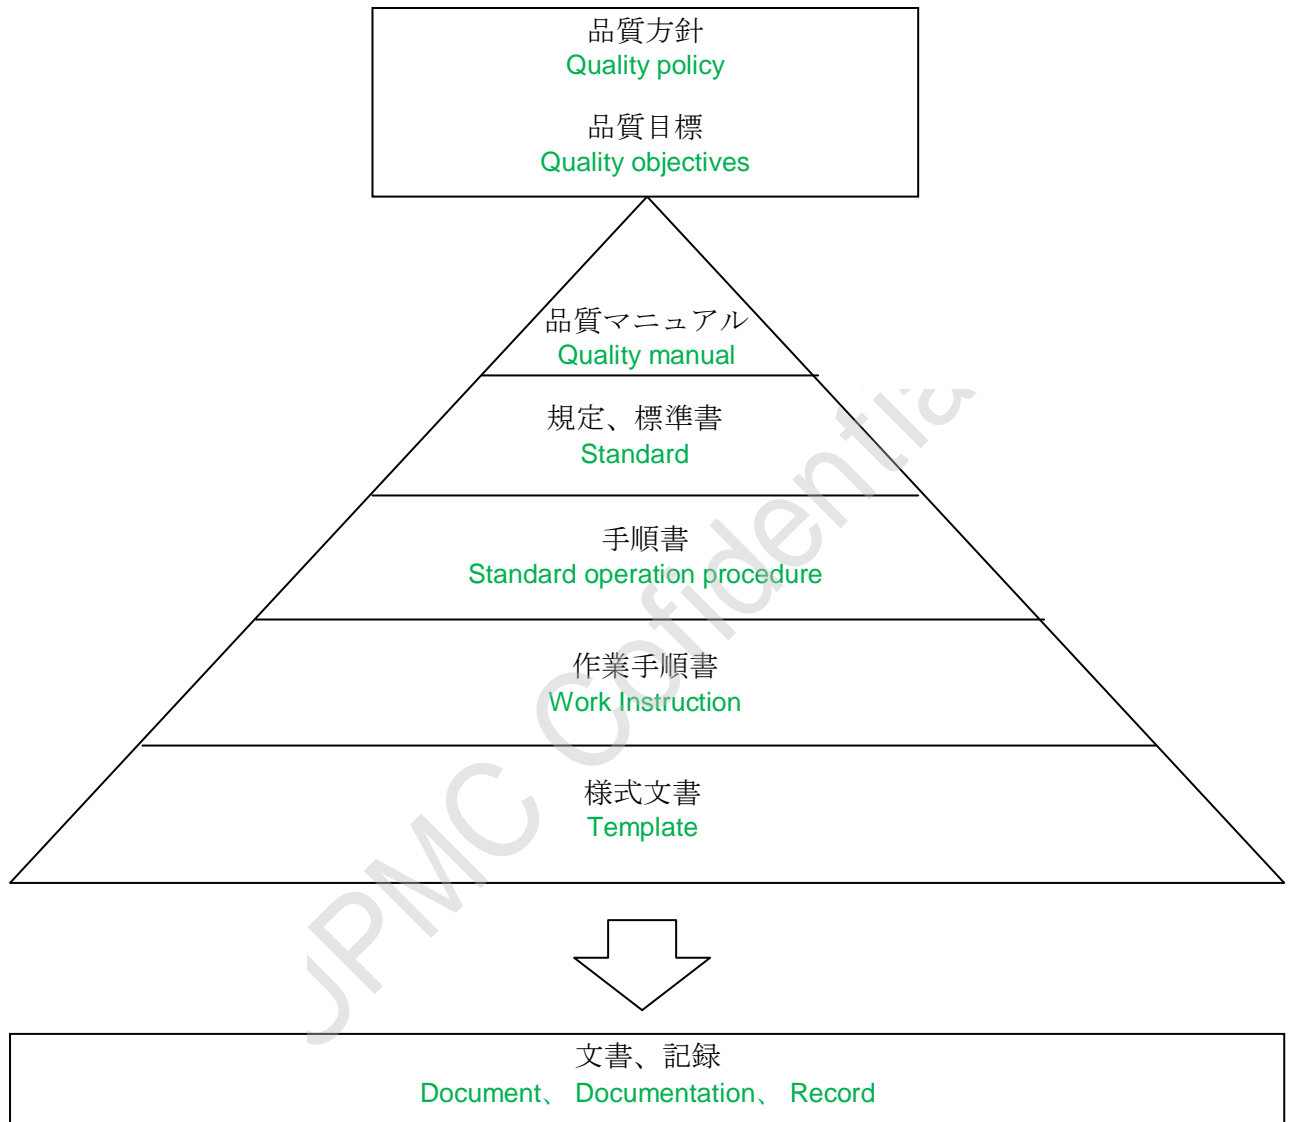 品質方針
Quality policy
品質目標
Quality objectives
品質マニュアル
Quality manual
規定、標準書
Standard
手順書
Standard operation procedure
作業手順書
Work Instruction
様式文書
Template
文書、記録
Document、 Documentation、 Record
UPMC Cofidentia